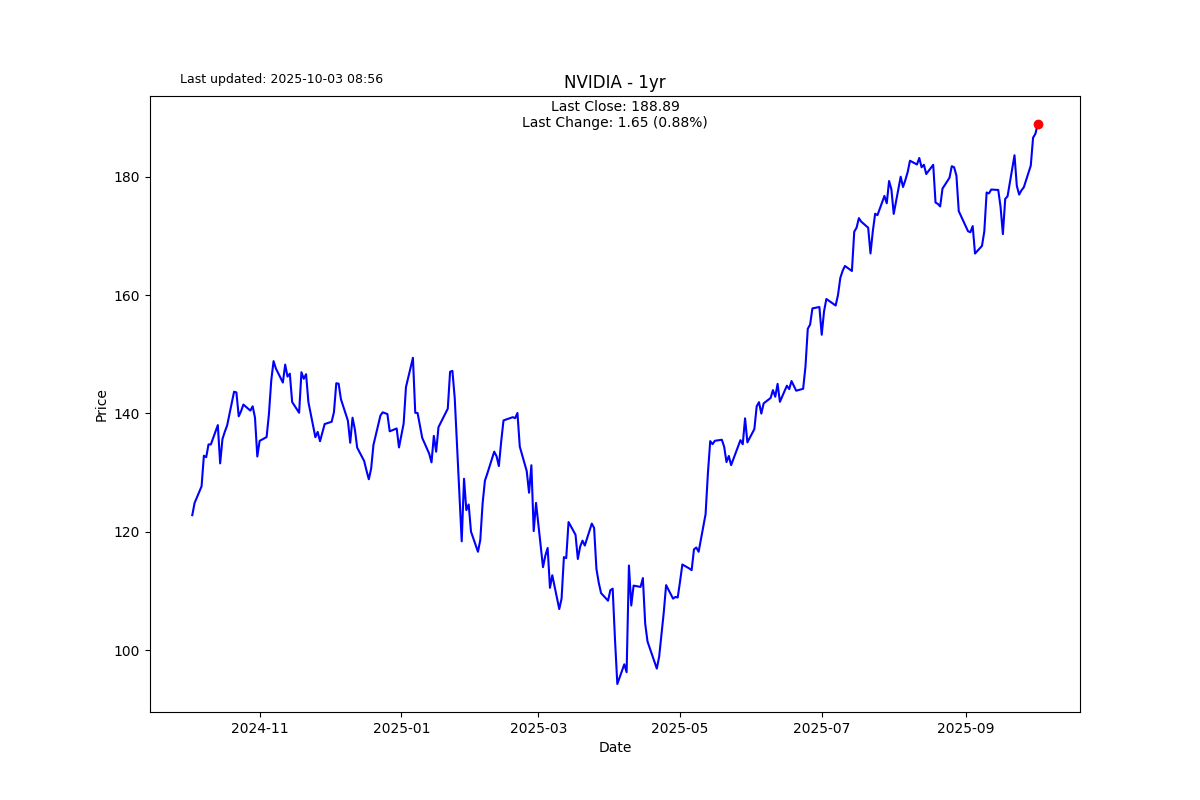 Last updated: 2025-10-03 08:56
NVIDIA - 1yr
Last Close: 188.89
Last Change: 1.65 (0.88%)
180
160
140
120
100
Price
2024-11
2025-01
2025-03
2025-05
2025-07
2025-09
Date